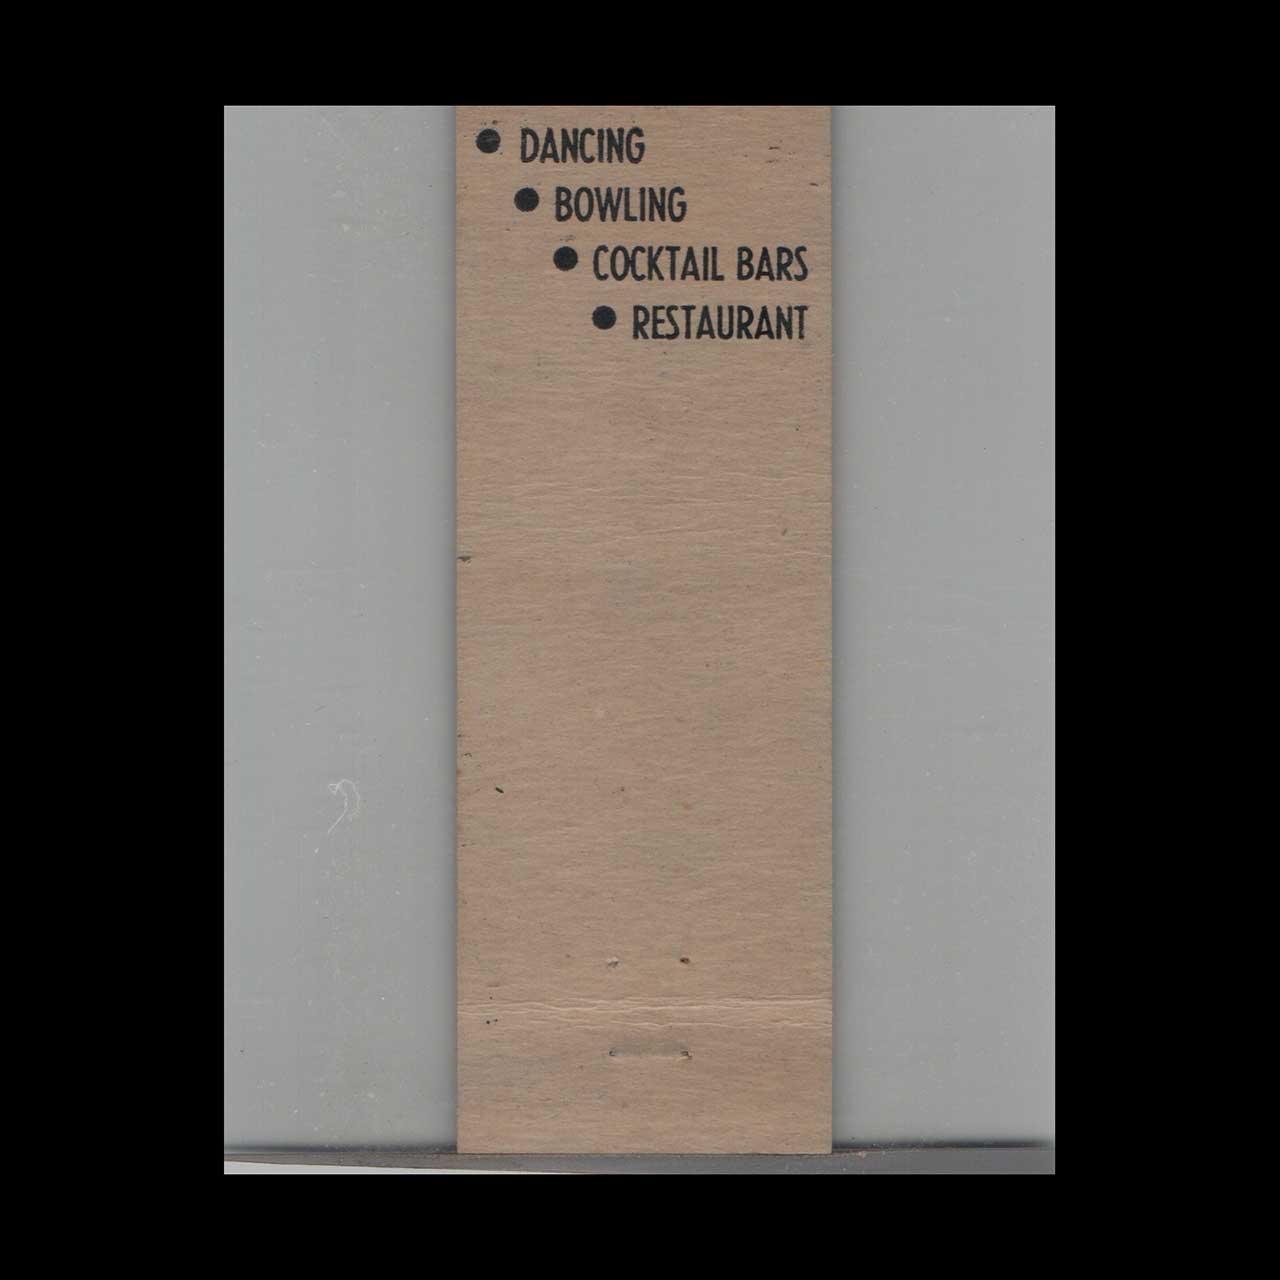 ● DANCING
● BOWLING
● COCKTAIL BARS
● RESTAURANT